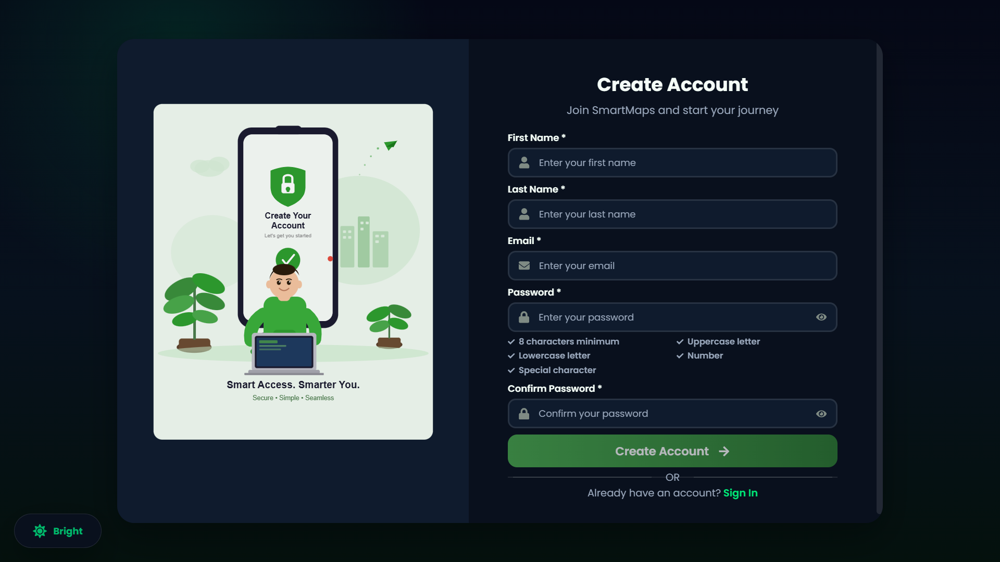 Create Your
Account
Let's get you started
Smart Access. Smarter You.
Secure • Simple • Seamless
Create Account
Join SmartMaps and start your journey
First Name *
Enter your first name
Last Name *
Enter your last name
Email *
Enter your email
Password *
Enter your password
8 characters minimum
Uppercase letter
Lowercase letter
Number
Special character
Confirm Password *
Confirm your password
Create Account →
OR
Already have an account? Sign In
Bright